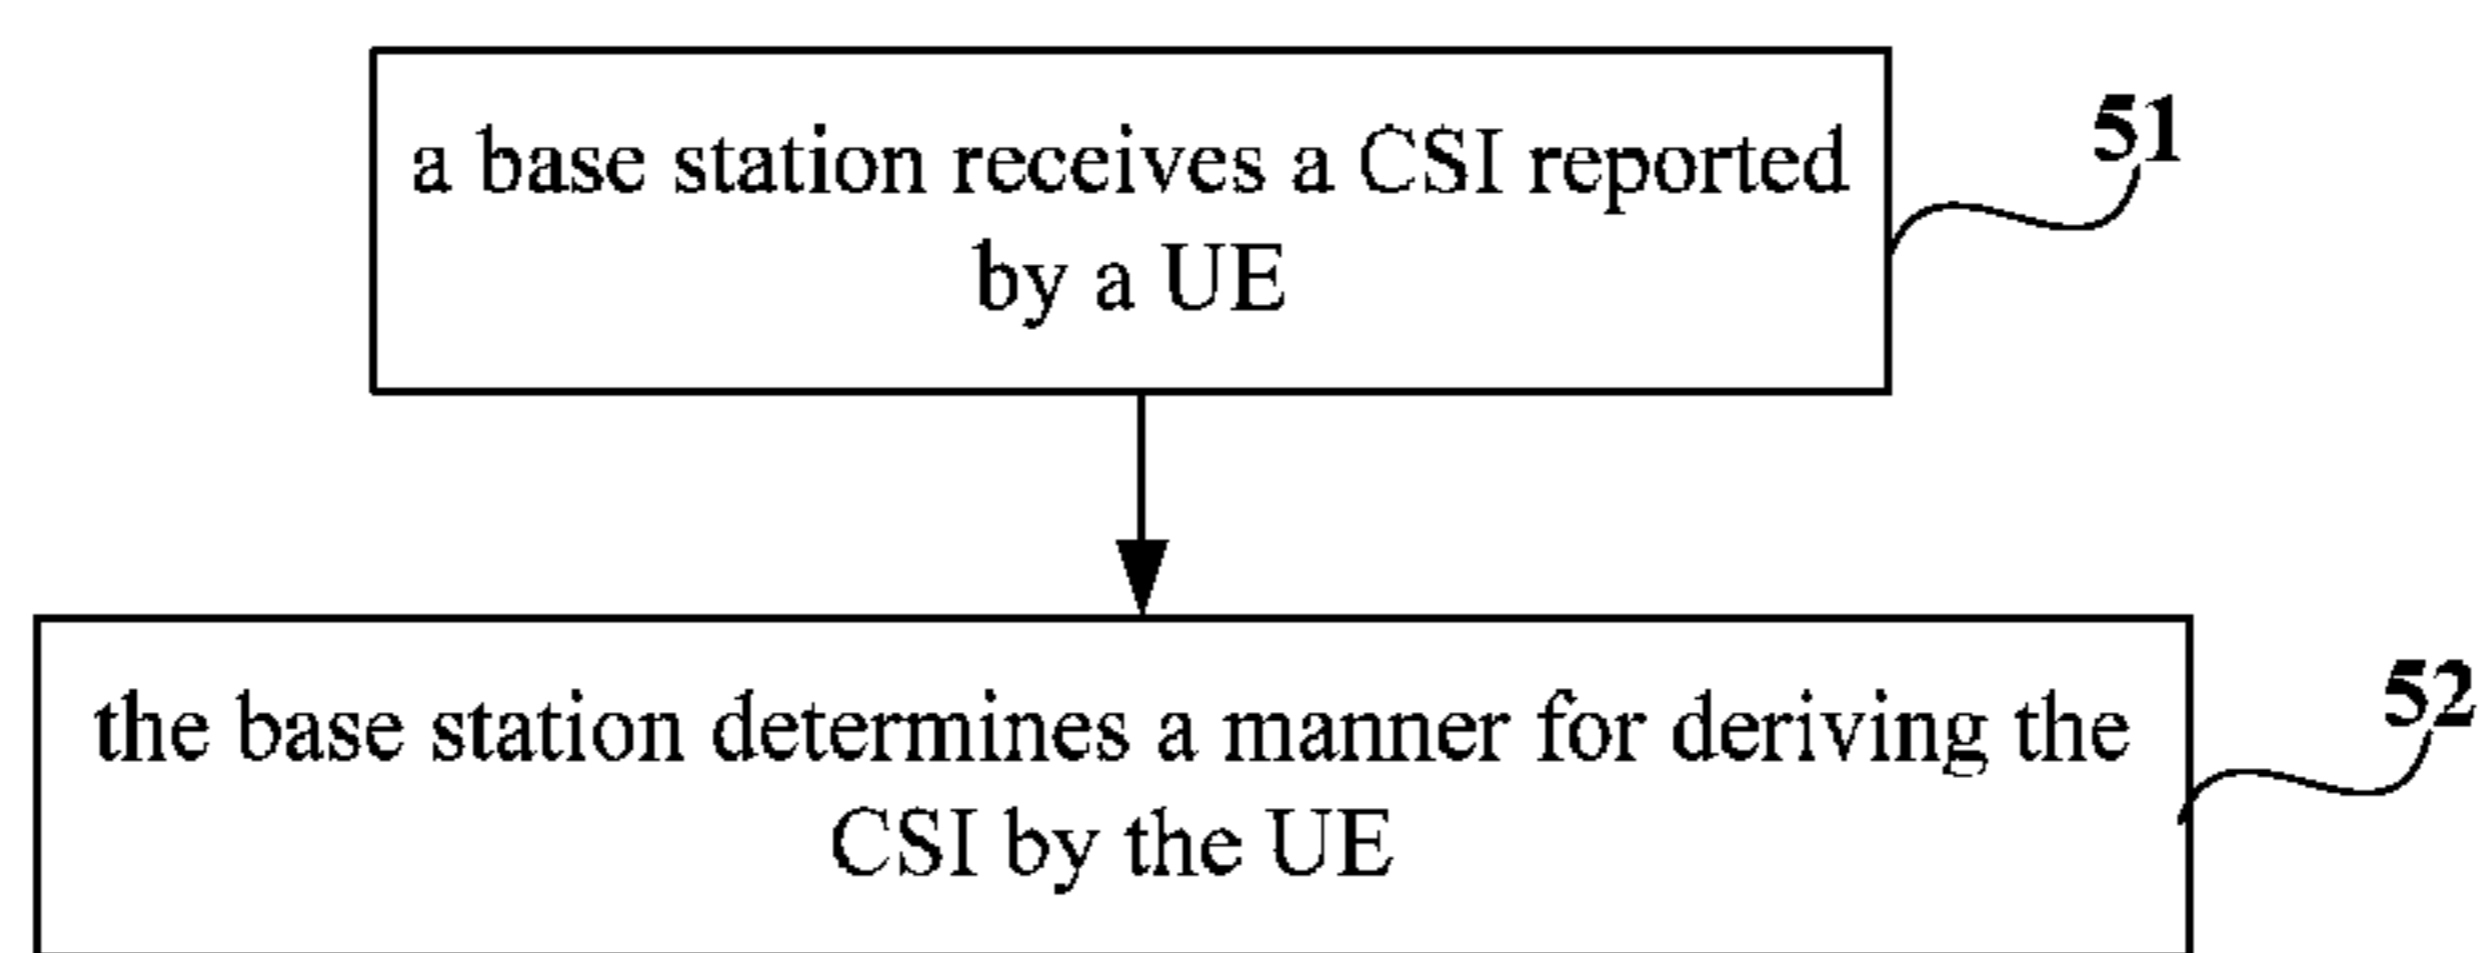 a base station receives a CSI reported
by a UE
51
the base station determines a manner for deriving the
CSI by the UE
52